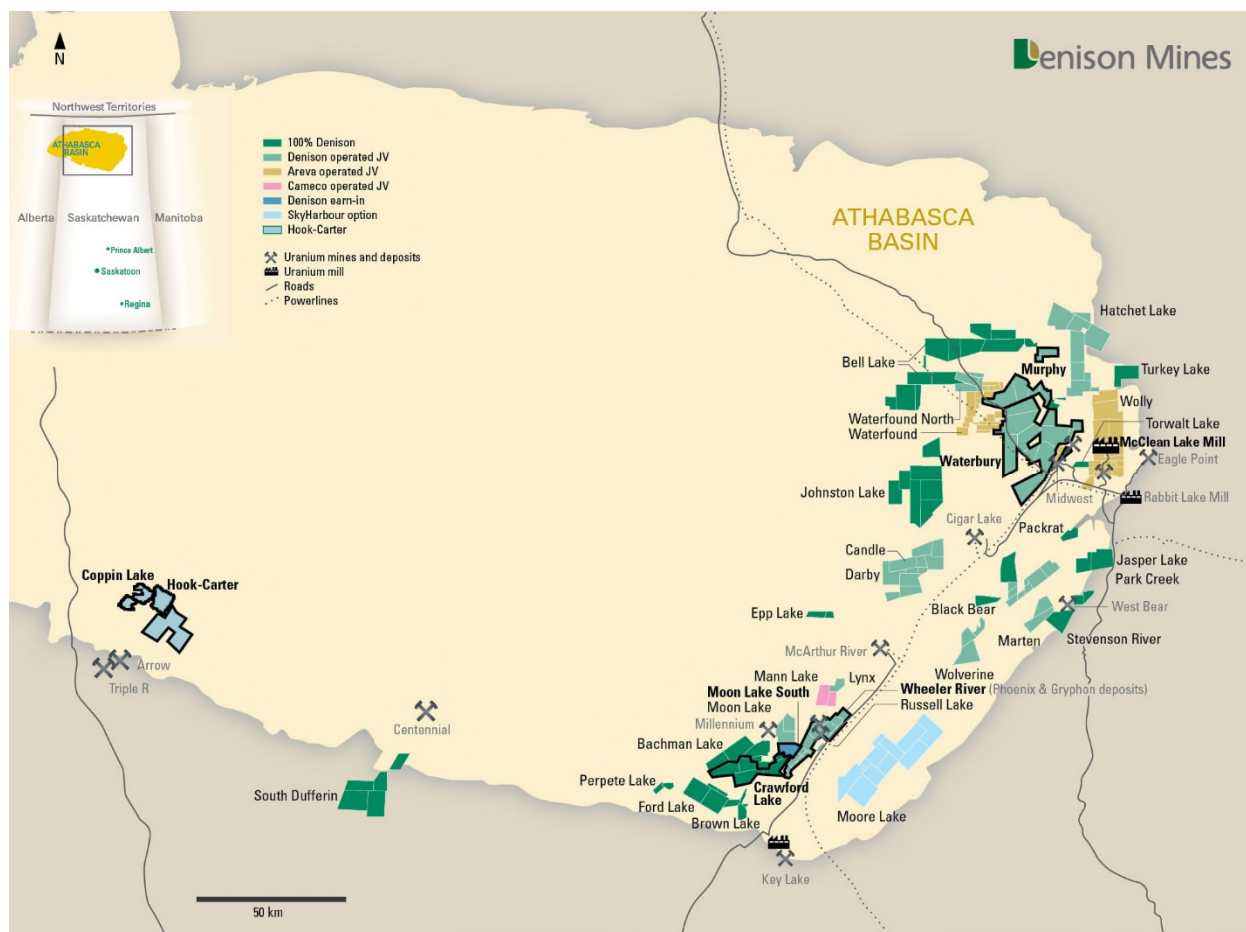 N
Denison Mines
Northwest Territories
ATHABASCA
BASIN
Alberta
Saskatchewan
Manitoba
Prince Albert
Saskatoon
Regina
100% Denison
Denison operated JV
Areva operated JV
Cameco operated JV
Denison earn-in
SkyHarbour option
Hook-Carter
Uranium mines and deposits
Uranium mill
Roads
Powerlines
ATHABASCA
BASIN
Hatchet Lake
Bell Lake
Murphy
Turkey Lake
Wolly
Waterfound North
Waterfound
Torwalt Lake
McClean Lake Mill
Eagle Point
Waterbury
Johnston Lake
Midwest
Rabbit Lake Mill
Cigar Lake
Packrat
Candle
Darby
Jasper Lake
Park Creek
Coppin Lake
Hook-Carter
Black Bear
West Bear
Epp Lake
Marten
Stevenson River
McArthur River
Arrow
Triple R
Wolverine
Mann Lake
Lynx
Moon Lake South
Wheeler River (Phoenix & Gryphon deposits)
Moon Lake
Russell Lake
Millennium
Centennial
Bachman Lake
Perpete Lake
Crawford
Lake
South Dufferin
Ford Lake
Brown Lake
Moore Lake
Key Lake
50 km